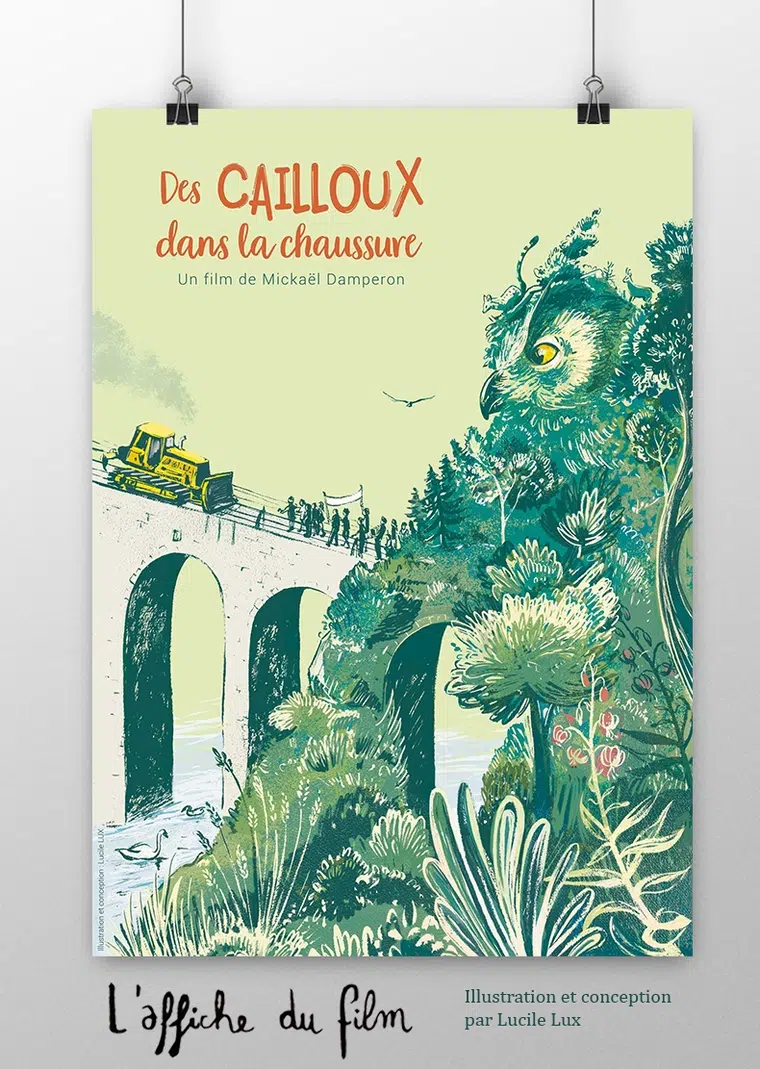 Des CAILLOUX
dans la chaussure
Un film de Mickaël Damperon
Illustration et conception : Lucile LUX
L'affiche du film
Illustration et conception
par Lucile Lux